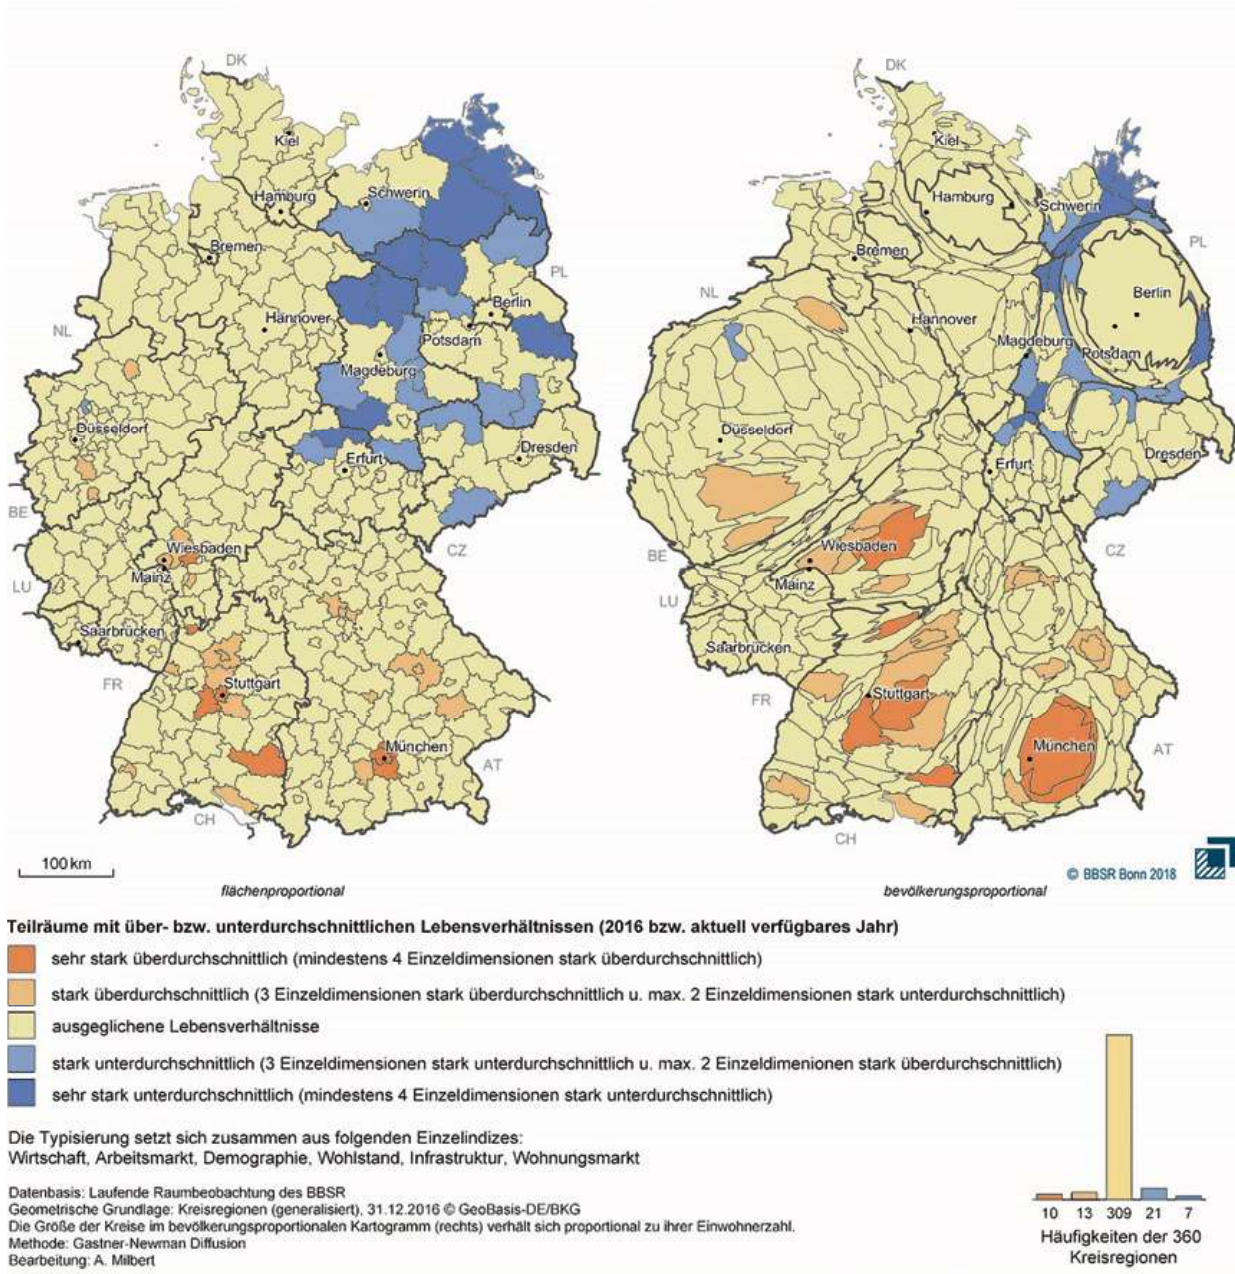 DK
DK
Kiel
Kiel
Hamburg
Schwerin
Hamburg
Schwerin
Bremen
Bremen
PL
PL
NL
Berlin
Berlin
Hannover
Hannover
NL
Potsdam
Magdeburg
Potsdam
Magdeburg
Düsseldorf
Düsseldorf
Dresden
Dresden
Erfurt
Erfurt
BE
Wiesbaden
Wiesbaden
CZ
CZ
BE
Mainz
Mainz
LU
LU
Saarbrücken
Saarbrücken
FR
Stuttgart
FR
Stuttgart
München
München
AT
AT
CH
CH
100 km
© BBSR Bonn 2018
flächenproportional
bevölkerungsproportional
Teilräume mit über- bzw. unterdurchschnittlichen Lebensverhältnissen (2016 bzw. aktuell verfügbares Jahr)
sehr stark überdurchschnittlich (mindestens 4 Einzeldimensionen stark überdurchschnittlich)
stark überdurchschnittlich (3 Einzeldimensionen stark überdurchschnittlich u. max. 2 Einzeldimensionen stark unterdurchschnittlich)
ausgeglichene Lebensverhältnisse
stark unterdurchschnittlich (3 Einzeldimensionen stark unterdurchschnittlich u. max. 2 Einzeldimenionen stark überdurchschnittlich)
sehr stark unterdurchschnittlich (mindestens 4 Einzeldimensionen stark unterdurchschnittlich)
Die Typisierung setzt sich zusammen aus folgenden Einzelindizes:
Wirtschaft, Arbeitsmarkt, Demographie, Wohlstand, Infrastruktur, Wohnungsmarkt
Datenbasis: Laufende Raumbeobachtung des BBSR
Geometrische Grundlage: Kreisregionen (generalisiert), 31.12.2016 © GeoBasis-DE/BKG
Die Größe der Kreise im bevölkerungsproportionalen Kartogramm (rechts) verhält sich proportional zu ihrer Einwohnerzahl.
Methode: Gastner-Newman Diffusion
Bearbeitung: A. Milbert
10 13 309 21 7
Häufigkeiten der 360
Kreisregionen